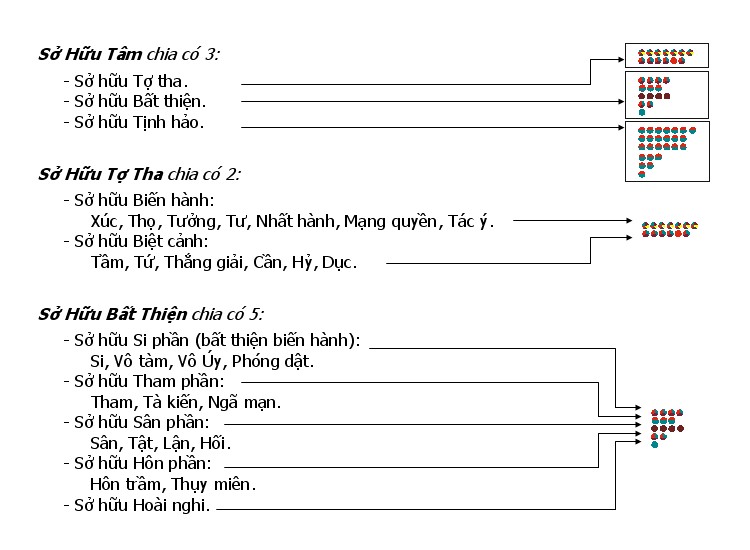 Sở Hữu Tâm chia có 3:
- Sở hữu Tợ tha.
- Sở hữu Bất thiện.
- Sở hữu Tịnh hảo.
Sở Hữu Tợ Tha chia có 2:
- Sở hữu Biến hành:
Xúc, Thọ, Tưởng, Tư, Nhất hành, Mạng quyền, Tác ý.
- Sở hữu Biệt cảnh:
Tầm, Tứ, Thắng giải, Cần, Hỷ, Dục.
Sở Hữu Bất Thiện chia có 5:
- Sở hữu Si phần (bất thiện biến hành):
Si, Vô tàm, Vô Úy, Phóng dật.
- Sở hữu Tham phần:
Tham, Tà kiến, Ngã mạn.
- Sở hữu Sân phần:
Sân, Tật, Lận, Hối.
- Sở hữu Hôn phần:
Hôn trầm, Thụy miên.
- Sở hữu Hoài nghi.